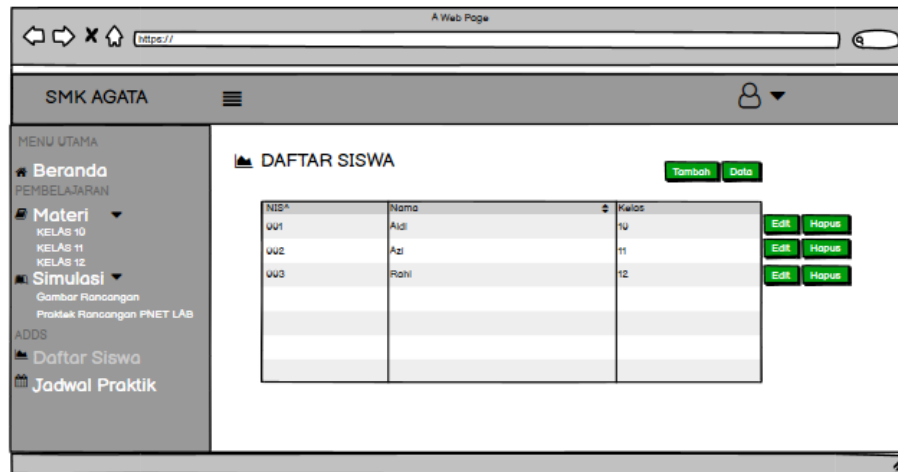 A Web Page
https://
SMK AGATA
MENU UTAMA
Beranda
PEMBELAJARAN
Materi
KELAS 10
KELAS 11
KELAS 12
Simulasi
Gambar Rancangan
Praktek Rancangan PNET LAB
ADDS
Daftar Siswa
Jadwal Praktik
DAFTAR SISWA
Tambah Data
NIS^ Nama Kelas
001 Aldi 10 Edit Hapus
002 Azi 11 Edit Hapus
003 Rahl 12 Edit Hapus